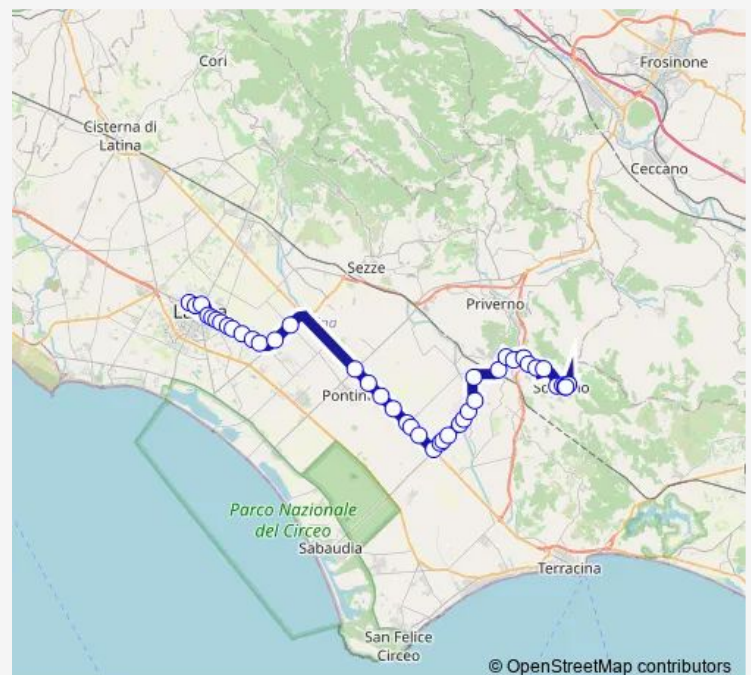 Cori
Frosinone
Cisterna di
Latina
Ceccano
Sezze
Priverno
La
Pontin
Parco Nazionale
del Circeo
Sabaudia
Terracina
San Felice
Circeo
© OpenStreetMap contributors